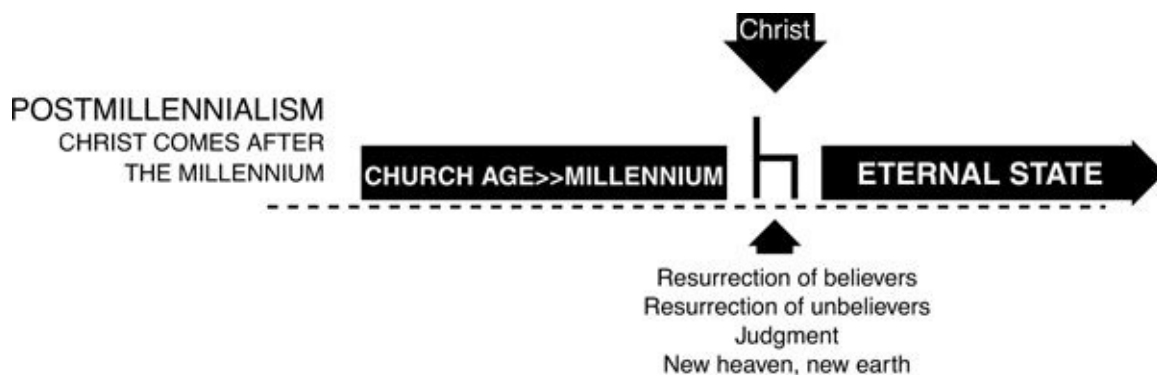 Christ
POSTMILLENNIALISM
CHRIST COMES AFTER
THE MILLENNIUM
CHURCH AGE>>MILLENNIUM
ETERNAL STATE
Resurrection of believers
Resurrection of unbelievers
Judgment
New heaven, new earth